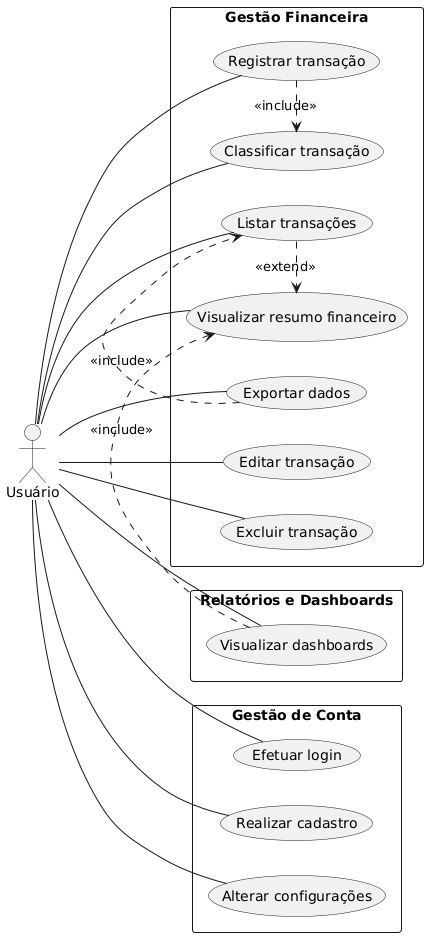 Gestão Financeira
Registrar transação
«include»
Classificar transação
Listar transações
«extend»
Visualizar resumo financeiro
«include»
Exportar dados
«include»
Editar transação
Usuário
Excluir transação
Relatórios e Dashboards
Visualizar dashboards
Gestão de Conta
Efetuar login
Realizar cadastro
Alterar configurações